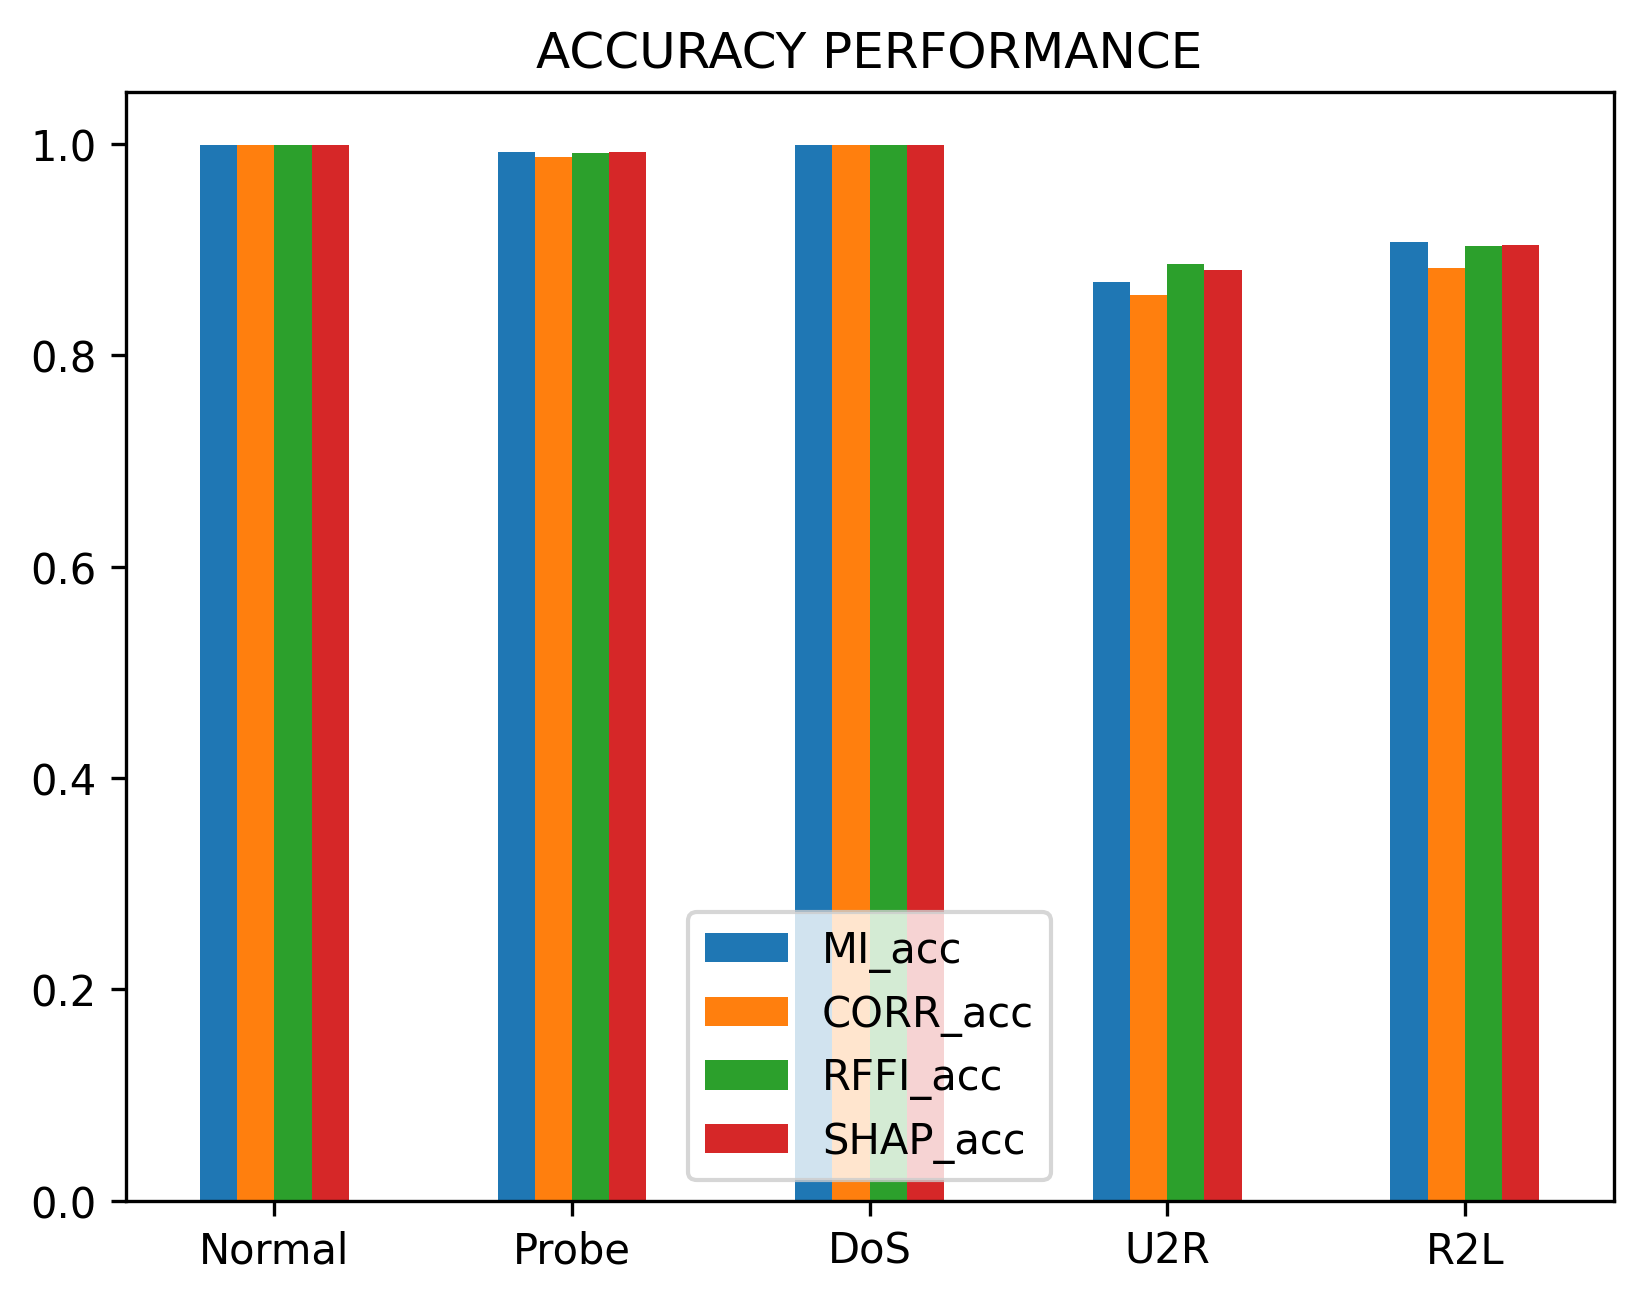 ACCURACY PERFORMANCE
1.0
0.8
0.6
0.4
0.2
0.0
MI_acc
CORR_acc
RFFI_acc
SHAP_acc
Normal Probe DoS U2R R2L